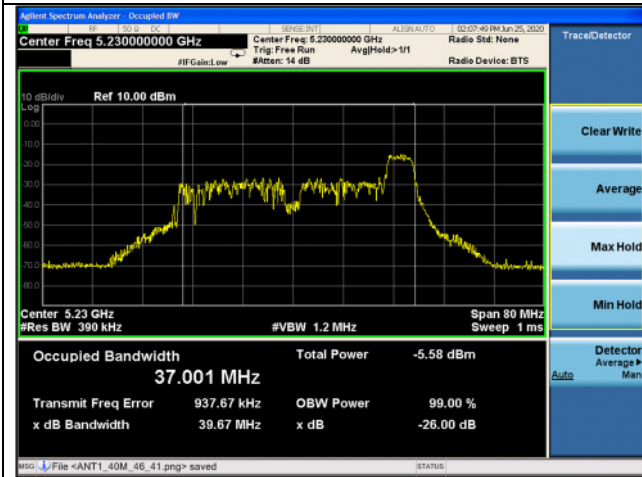 Agilent Spectrum Analyzer - Occupied BW
RF 50 Ω DC SENSE:INT ALIGN AUTO 02:07:49 PM Jun 25, 2020
Center Freq 5.230000000 GHz Center Freq: 5.230000000 GHz Radio Std: None
Trig: Free Run Avg|Hold:>1/1
#IFGain:Low #Atten: 14 dB Radio Device: BTS
Trace/Detector
10 dB/div Ref 10.00 dBm
Log
0.00
-10.0
-20.0
-30.0
-40.0
-50.0
-60.0
-70.0
-80.0
Center 5.23 GHz Span 80 MHz
#Res BW 390 kHz #VBW 1.2 MHz Sweep 1 ms
Occupied Bandwidth Total Power -5.58 dBm
37.001 MHz
Transmit Freq Error 937.67 kHz OBW Power 99.00 %
x dB Bandwidth 39.67 MHz x dB -26.00 dB
Clear Write
Average
Max Hold
Min Hold
Detector
Average▶
Auto Man
MSG File <ANT1_40M_46_41.png> saved STATUS